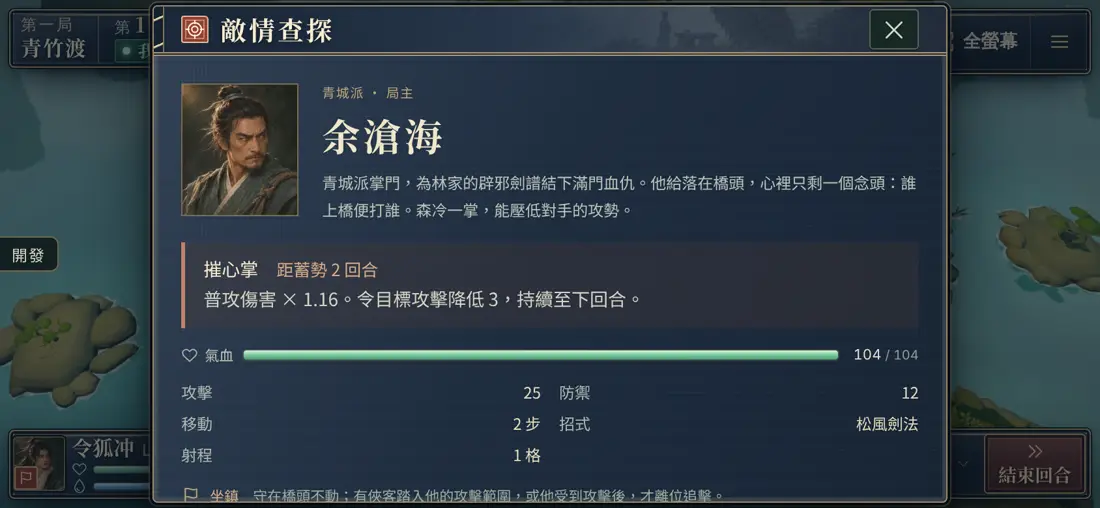 第一局
青竹渡
第1
敵情查探
全螢幕
青城派・局主
余滄海
青城派掌門，為林家的辟邪劍譜結下滿門血仇。他給落在橋頭，心裡只剩一個念頭：誰
上橋便打誰。森冷一掌，能壓低對手的攻勢。
開發
摧心掌 距蓄勢 2 回合
普攻傷害 × 1.16。令目標攻擊降低 3，持續至下回合。
氣血 104 / 104
攻擊 25 防禦 12
移動 2 步 招式 松風劍法
射程 1 格
坐鎮 守在橋頭不動；有俠客踏入他的攻擊範圍，或他受到攻擊後，才離位追擊。
令狐冲
結束回合